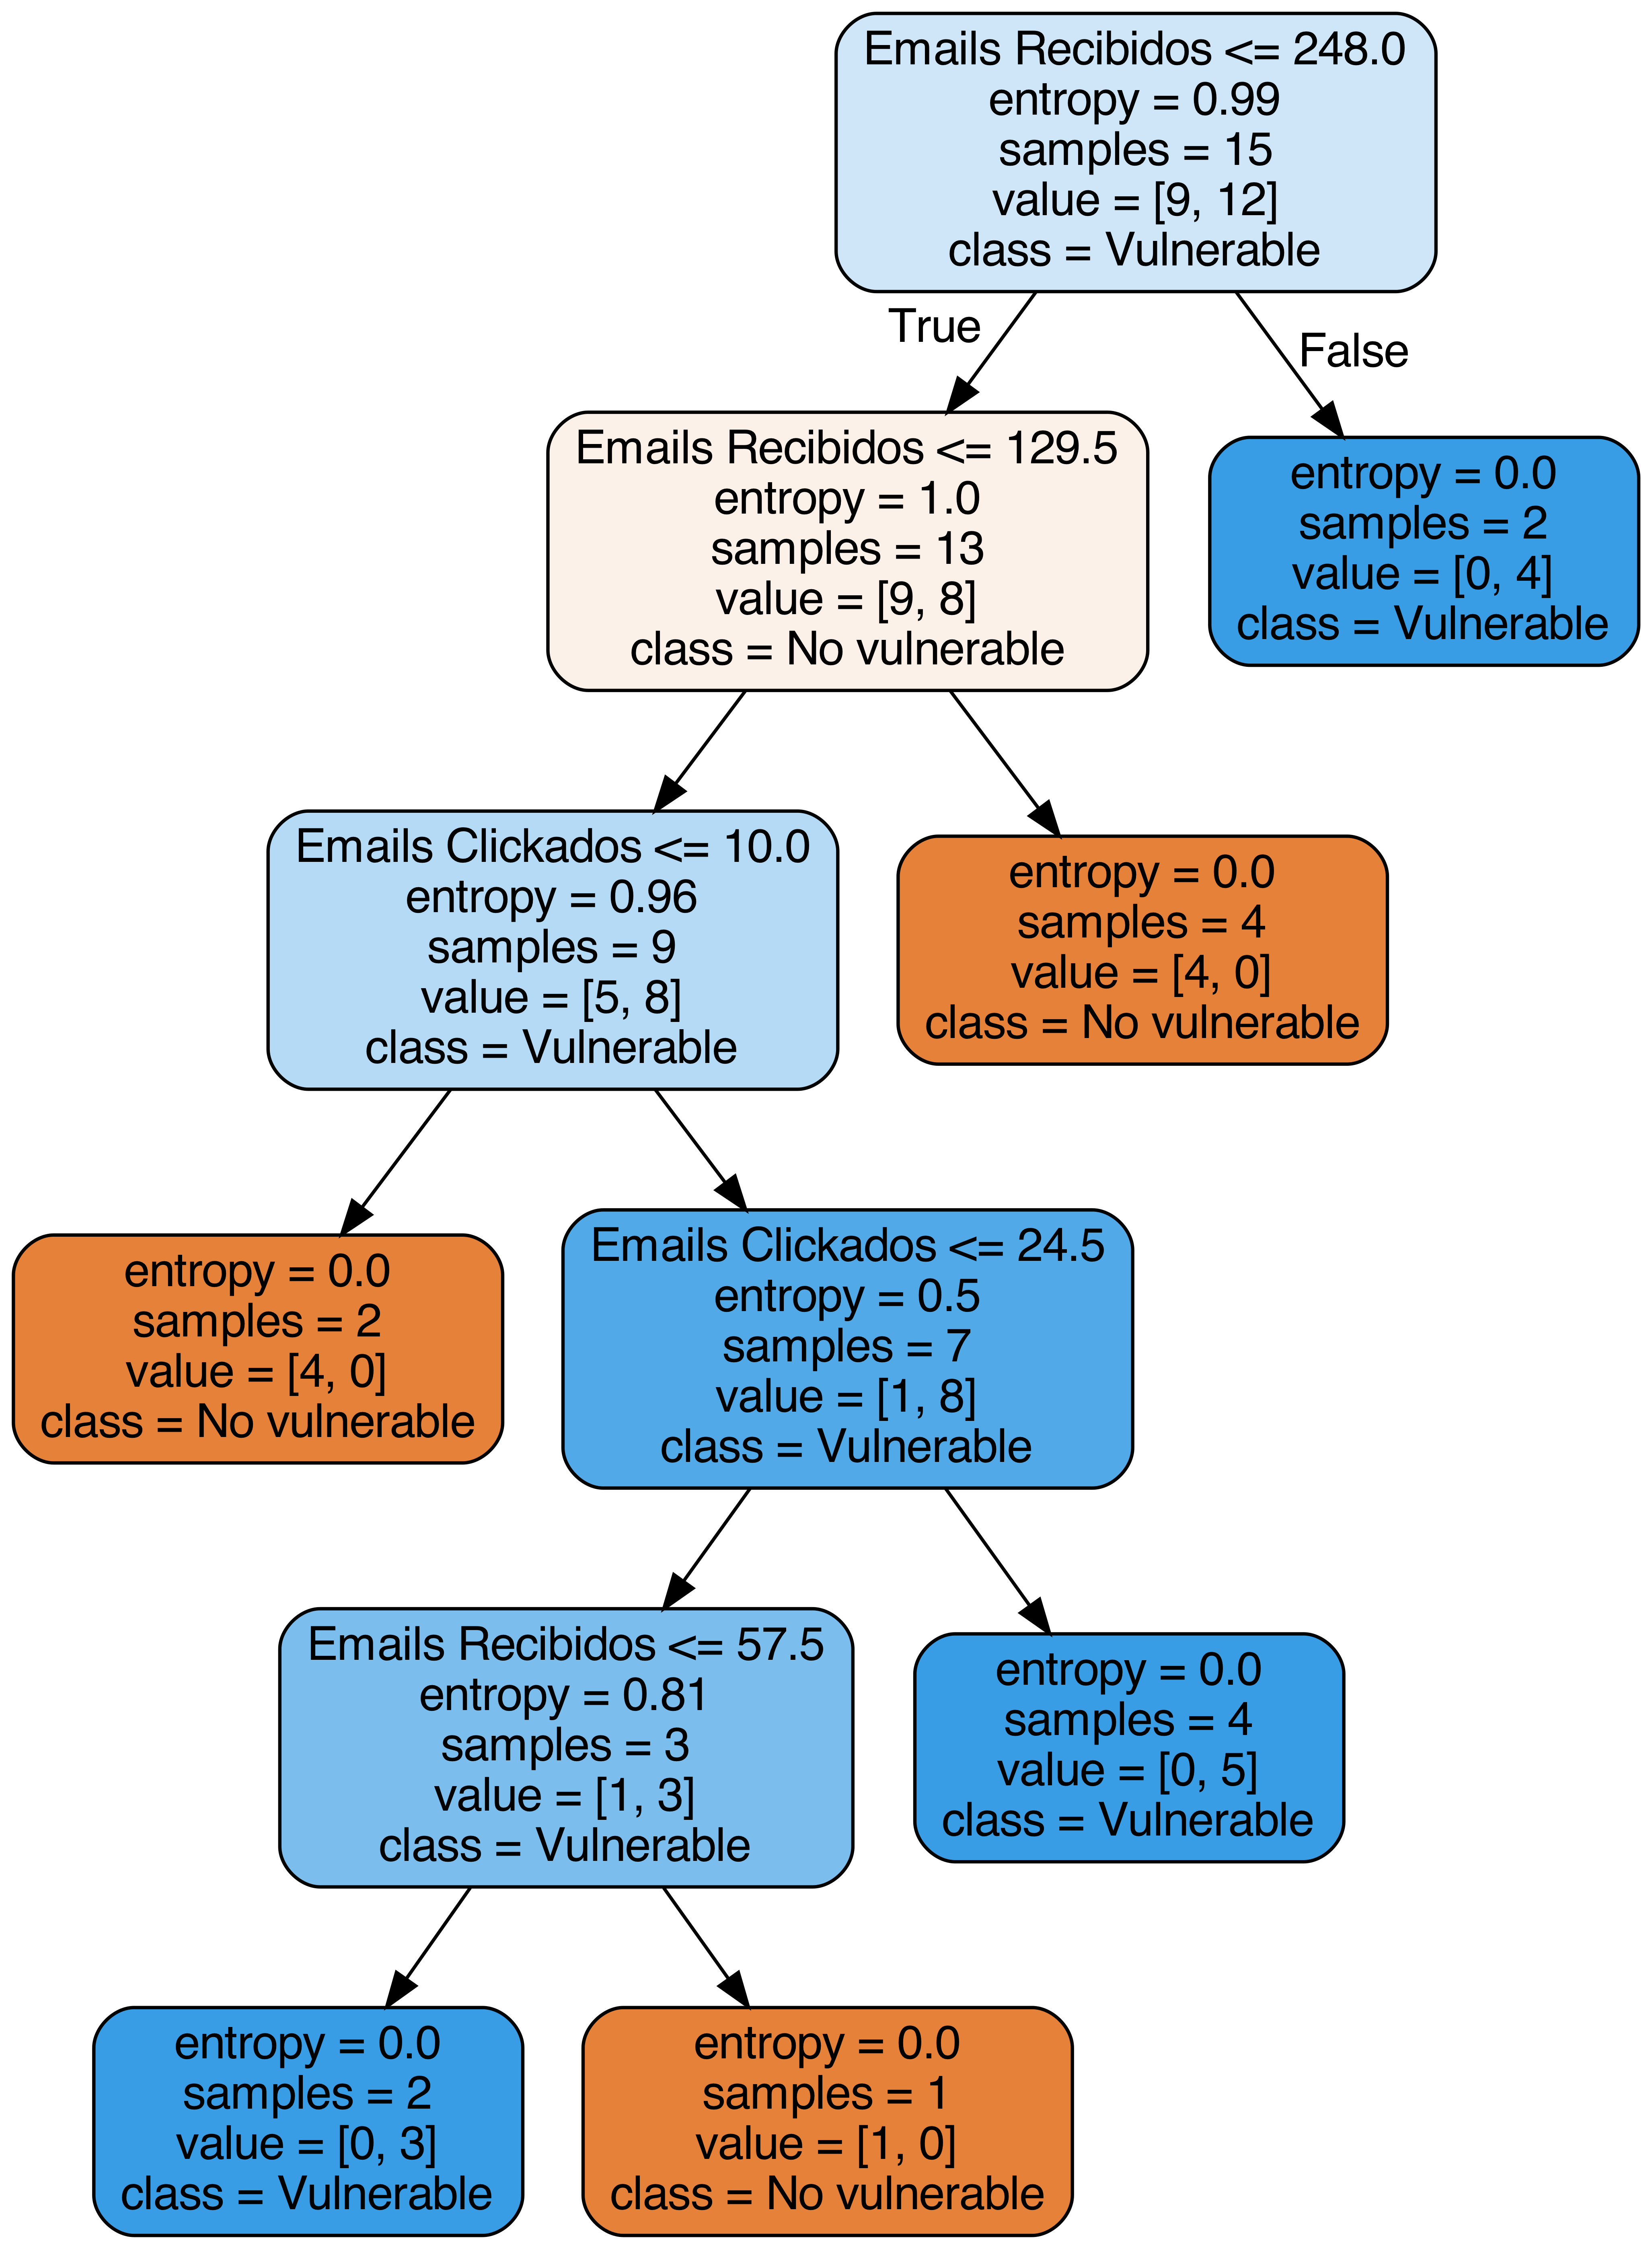 Emails Recibidos <= 248.0
entropy = 0.99
samples = 15
value = [9, 12]
class = Vulnerable
True
False
Emails Recibidos <= 129.5
entropy = 1.0
samples = 13
value = [9, 8]
class = No vulnerable
entropy = 0.0
samples = 2
value = [0, 4]
class = Vulnerable
Emails Clickados <= 10.0
entropy = 0.96
samples = 9
value = [5, 8]
class = Vulnerable
entropy = 0.0
samples = 4
value = [4, 0]
class = No vulnerable
entropy = 0.0
samples = 2
value = [4, 0]
class = No vulnerable
Emails Clickados <= 24.5
entropy = 0.5
samples = 7
value = [1, 8]
class = Vulnerable
Emails Recibidos <= 57.5
entropy = 0.81
samples = 3
value = [1, 3]
class = Vulnerable
entropy = 0.0
samples = 4
value = [0, 5]
class = Vulnerable
entropy = 0.0
samples = 2
value = [0, 3]
class = Vulnerable
entropy = 0.0
samples = 1
value = [1, 0]
class = No vulnerable